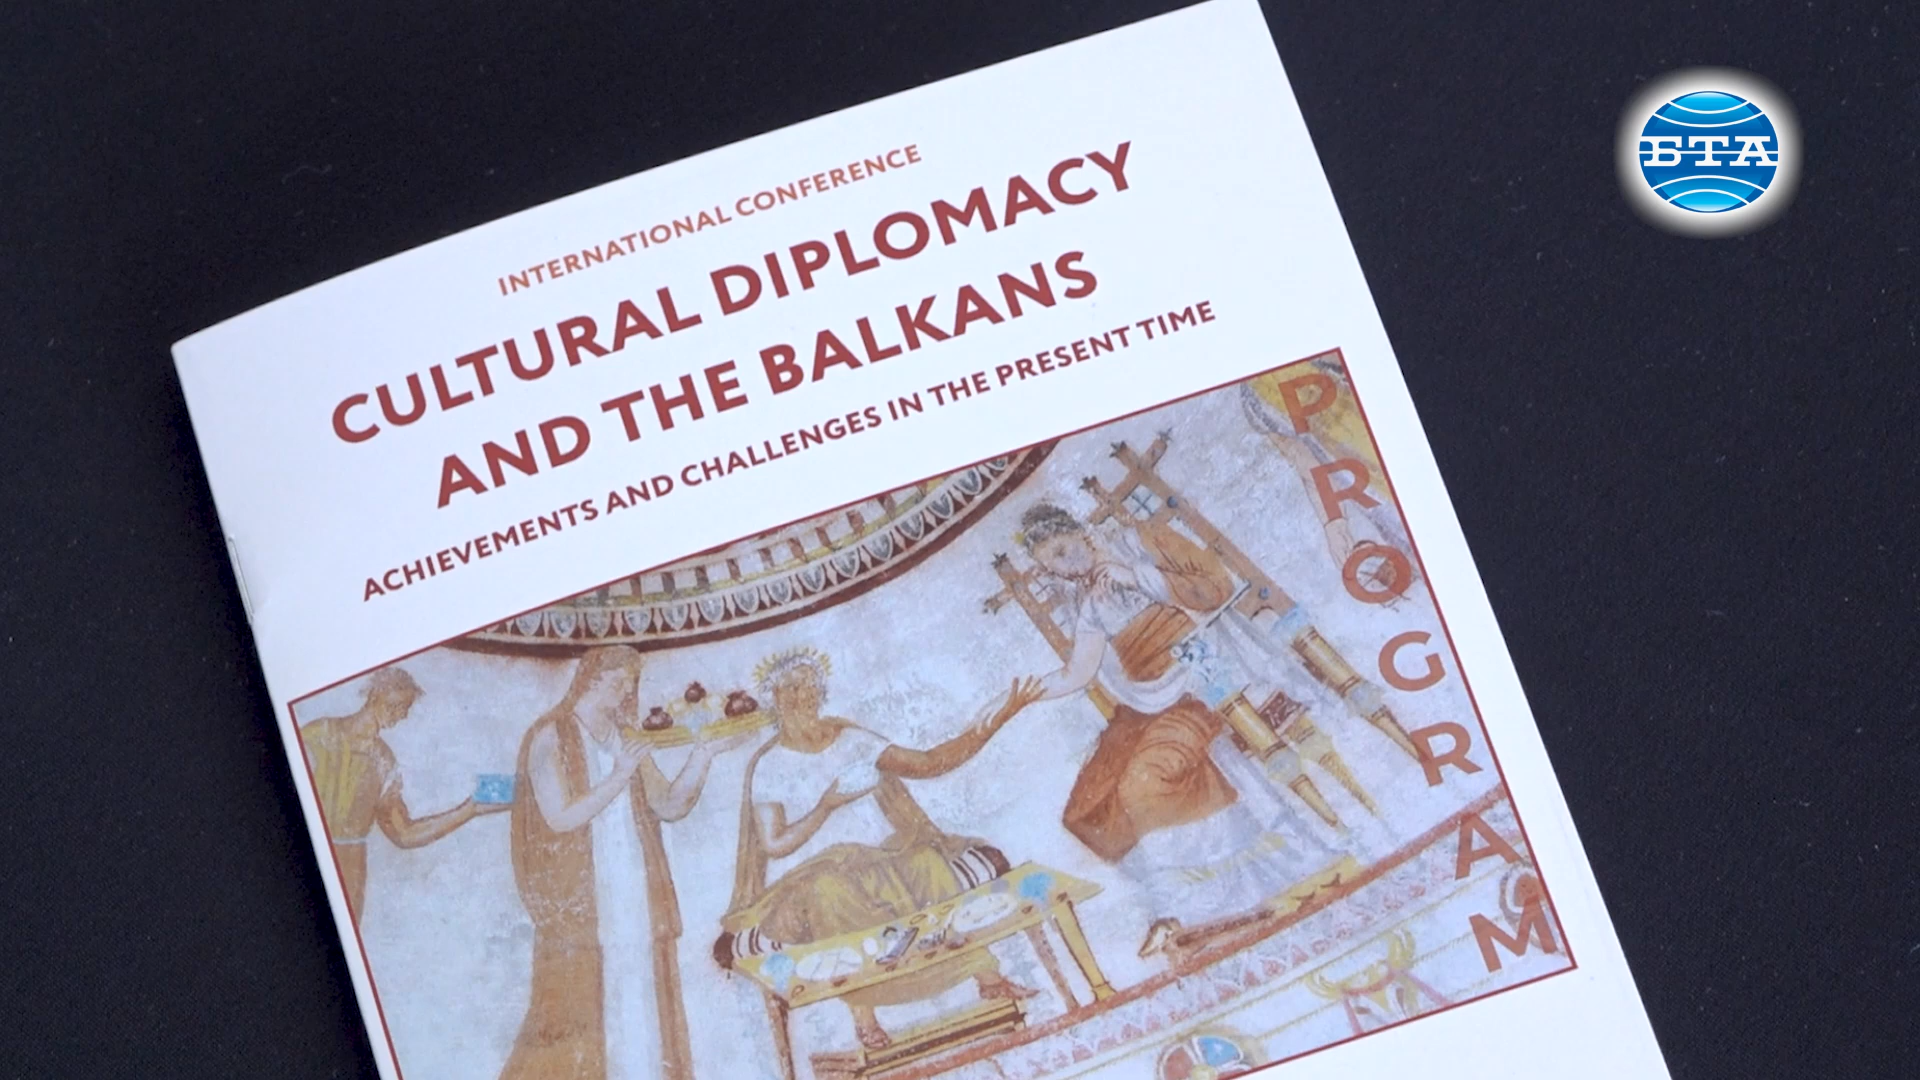 INTERNATIONAL CONFERENCE
CULTURAL DIPLOMACY
AND THE BALKANS
ACHIEVEMENTS AND CHALLENGES IN THE PRESENT TIME
PROGRAM
БТА